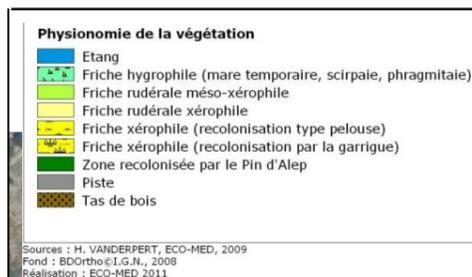 Physionomie de la végétation
Etang
Friche hygrophile (mare temporaire, scirpaie, phragmitaie)
Friche rudérale méso-xérophile
Friche rudérale xérophile
Friche xérophile (recolonisation type pelouse)
Friche xérophile (recolonisation par la garrigue)
Zone recolonisée par le Pin d'Alep
Piste
Tas de bois
Sources : H. VANDERPERT, ECO-MED, 2009
Fond : BDOrtho©I.G.N., 2008
Réalisation : ECO-MED 2011